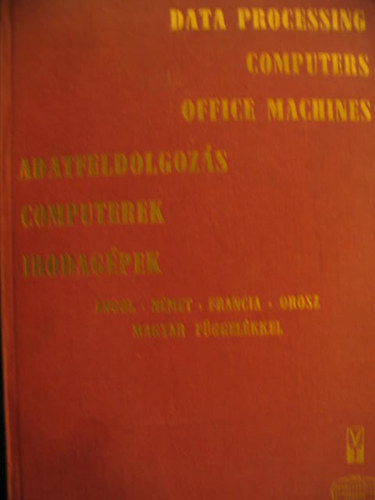 DATA PROCESSING
COMPUTERS
OFFICE MACHINES
ADATFELDOLGOZÁS
COMPUTEREK
IRODAGÉPEK
ANGOL - NÉMET - FRANCIA - OROSZ
MAGYAR FÜGGELÉKKEL